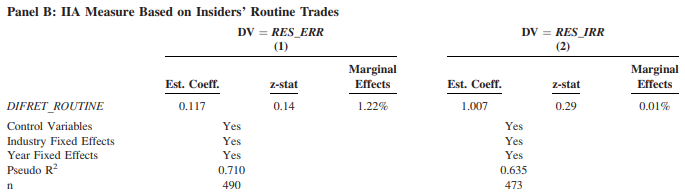 Panel B: IIA Measure Based on Insiders' Routine Trades
DV = RES_ERR DV = RES_IRR
(1) (2)
Marginal Marginal
Est. Coeff. z-stat Effects Est. Coeff. z-stat Effects
DIFRET_ROUTINE 0.117 0.14 1.22% 1.007 0.29 0.01%
Control Variables Yes Yes
Industry Fixed Effects Yes Yes
Year Fixed Effects Yes Yes
Pseudo R² 0.710 0.635
n 490 473